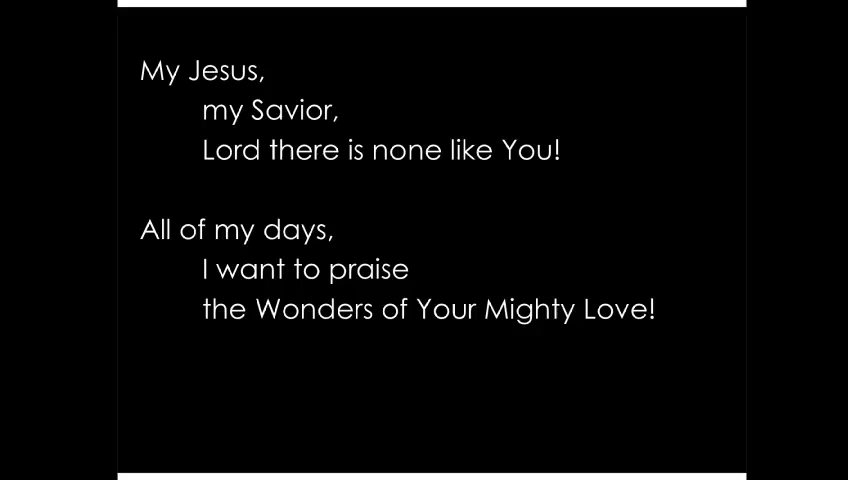 My Jesus,
my Savior,
Lord there is none like You!
All of my days,
I want to praise
the Wonders of Your Mighty Love!